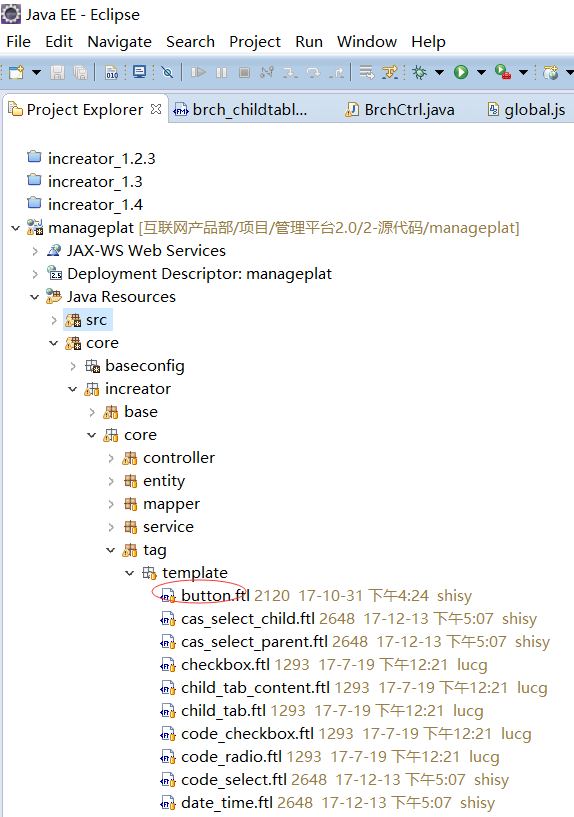 Java EE - Eclipse
File Edit Navigate Search Project Run Window Help
Project Explorer brch_childtabl... BrchCtrl.java global.js
increator_1.2.3
increator_1.3
increator_1.4
manageplat [互联网产品部/项目/管理平台2.0/2-源代码/manageplat]
JAX-WS Web Services
Deployment Descriptor: manageplat
Java Resources
src
core
baseconfig
increator
base
core
controller
entity
mapper
service
tag
template
button.ftl 2120 17-10-31 下午4:24 shisy
cas_select_child.ftl 2648 17-12-13 下午5:07 shisy
cas_select_parent.ftl 2648 17-12-13 下午5:07 shisy
checkbox.ftl 1293 17-7-19 下午12:21 lucg
child_tab_content.ftl 1293 17-7-19 下午12:21 lucg
child_tab.ftl 1293 17-7-19 下午12:21 lucg
code_checkbox.ftl 1293 17-7-19 下午12:21 lucg
code_radio.ftl 1293 17-7-19 下午12:21 lucg
code_select.ftl 2648 17-12-13 下午5:07 shisy
date_time.ftl 2648 17-12-13 下午5:07 shisy